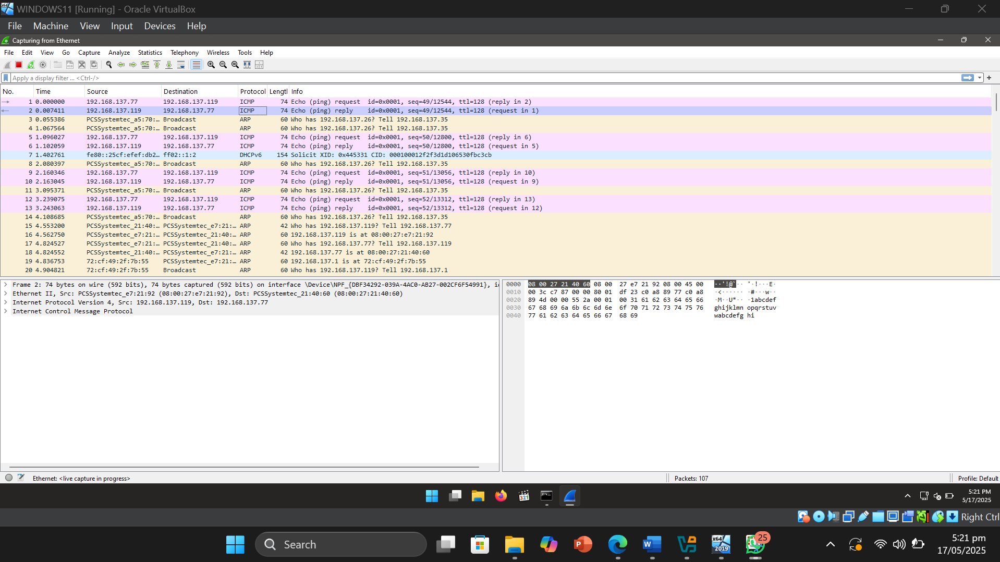 WINDOWS11 [Running] - Oracle VirtualBox
File Machine View Input Devices Help
Capturing from Ethernet
File Edit View Go Capture Analyze Statistics Telephony Wireless Tools Help
Apply a display filter ... <Ctrl-/>
No. Time Source Destination Protocol Lengtl Info
1 0.000000 192.168.137.77 192.168.137.119 ICMP 74 Echo (ping) request id=0x0001, seq=49/12544, ttl=128 (reply in 2)
2 0.007411 192.168.137.119 192.168.137.77 ICMP 74 Echo (ping) reply id=0x0001, seq=49/12544, ttl=128 (request in 1)
3 0.055386 PCSSystemtec_a5:70:… Broadcast ARP 60 Who has 192.168.137.26? Tell 192.168.137.35
4 1.067564 PCSSystemtec_a5:70:… Broadcast ARP 60 Who has 192.168.137.26? Tell 192.168.137.35
5 1.096027 192.168.137.77 192.168.137.119 ICMP 74 Echo (ping) request id=0x0001, seq=50/12800, ttl=128 (reply in 6)
6 1.102059 192.168.137.119 192.168.137.77 ICMP 74 Echo (ping) reply id=0x0001, seq=50/12800, ttl=128 (request in 5)
7 1.402761 fe80::25cf:efef:db2… ff02::1:2 DHCPv6 154 Solicit XID: 0x445331 CID: 000100012f2f3d1d106530fbc3cb
8 2.080397 PCSSystemtec_a5:70:… Broadcast ARP 60 Who has 192.168.137.26? Tell 192.168.137.35
9 2.160346 192.168.137.77 192.168.137.119 ICMP 74 Echo (ping) request id=0x0001, seq=51/13056, ttl=128 (reply in 10)
10 2.163045 192.168.137.119 192.168.137.77 ICMP 74 Echo (ping) reply id=0x0001, seq=51/13056, ttl=128 (request in 9)
11 3.095371 PCSSystemtec_a5:70:… Broadcast ARP 60 Who has 192.168.137.26? Tell 192.168.137.35
12 3.239075 192.168.137.77 192.168.137.119 ICMP 74 Echo (ping) request id=0x0001, seq=52/13312, ttl=128 (reply in 13)
13 3.243063 192.168.137.119 192.168.137.77 ICMP 74 Echo (ping) reply id=0x0001, seq=52/13312, ttl=128 (request in 12)
14 4.108685 PCSSystemtec_a5:70:… Broadcast ARP 60 Who has 192.168.137.26? Tell 192.168.137.35
15 4.553200 PCSSystemtec_21:40:… PCSSystemtec_e7:21:… ARP 42 Who has 192.168.137.119? Tell 192.168.137.77
16 4.562750 PCSSystemtec_e7:21:… PCSSystemtec_21:40:… ARP 60 192.168.137.119 is at 08:00:27:e7:21:92
17 4.824527 PCSSystemtec_e7:21:… PCSSystemtec_21:40:… ARP 60 Who has 192.168.137.77? Tell 192.168.137.119
18 4.824552 PCSSystemtec_21:40:… PCSSystemtec_e7:21:… ARP 42 192.168.137.77 is at 08:00:27:21:40:60
19 4.836753 72:cf:49:2f:7b:55 PCSSystemtec_e7:21:… ARP 60 192.168.137.1 is at 72:cf:49:2f:7b:55
20 4.904821 72:cf:49:2f:7b:55 Broadcast ARP 60 Who has 192.168.137.119? Tell 192.168.137.1
Frame 2: 74 bytes on wire (592 bits), 74 bytes captured (592 bits) on interface \Device\NPF_{DBF34292-039A-4AC0-AB27-002CF6F54991}, i
Ethernet II, Src: PCSSystemtec_e7:21:92 (08:00:27:e7:21:92), Dst: PCSSystemtec_21:40:60 (08:00:27:21:40:60)
Internet Protocol Version 4, Src: 192.168.137.119, Dst: 192.168.137.77
Internet Control Message Protocol
0000 08 00 27 21 40 60 08 00 27 e7 21 92 08 00 45 00 ··'!@`·· '·!···E·
0010 00 3c c7 87 00 00 80 01 df 23 c0 a8 89 77 c0 a8 ·<······ ·#···w··
0020 89 4d 00 00 55 2a 00 01 00 31 61 62 63 64 65 66 ·M··U*·· ·1abcdef
0030 67 68 69 6a 6b 6c 6d 6e 6f 70 71 72 73 74 75 76 ghijklmn opqrstuv
0040 77 61 62 63 64 65 66 67 68 69 wabcdefg hi
Ethernet: <live capture in progress>
Packets: 107
Profile: Default
321
5:21 PM
5/17/2025
Right Ctrl
Search
x64
2019
25
5:21 pm
17/05/2025